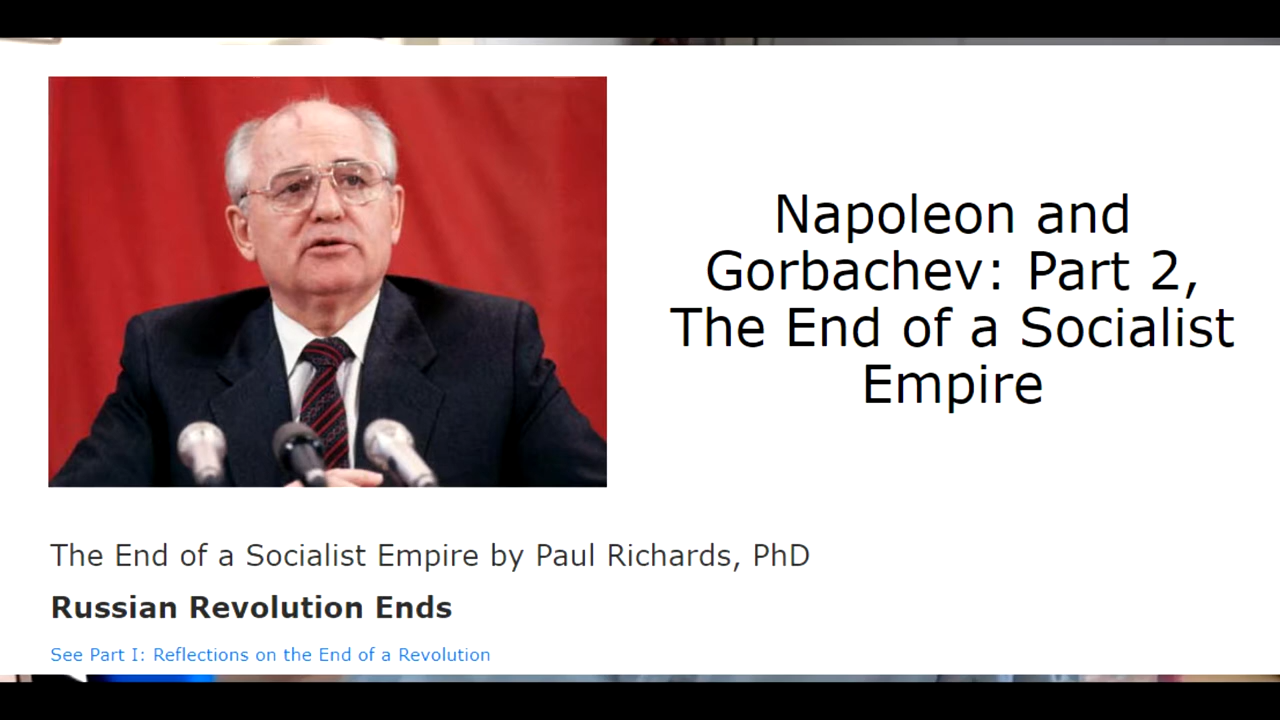 Napoleon and
Gorbachev: Part 2,
The End of a Socialist
Empire
The End of a Socialist Empire by Paul Richards, PhD
Russian Revolution Ends
See Part I: Reflections on the End of a Revolution